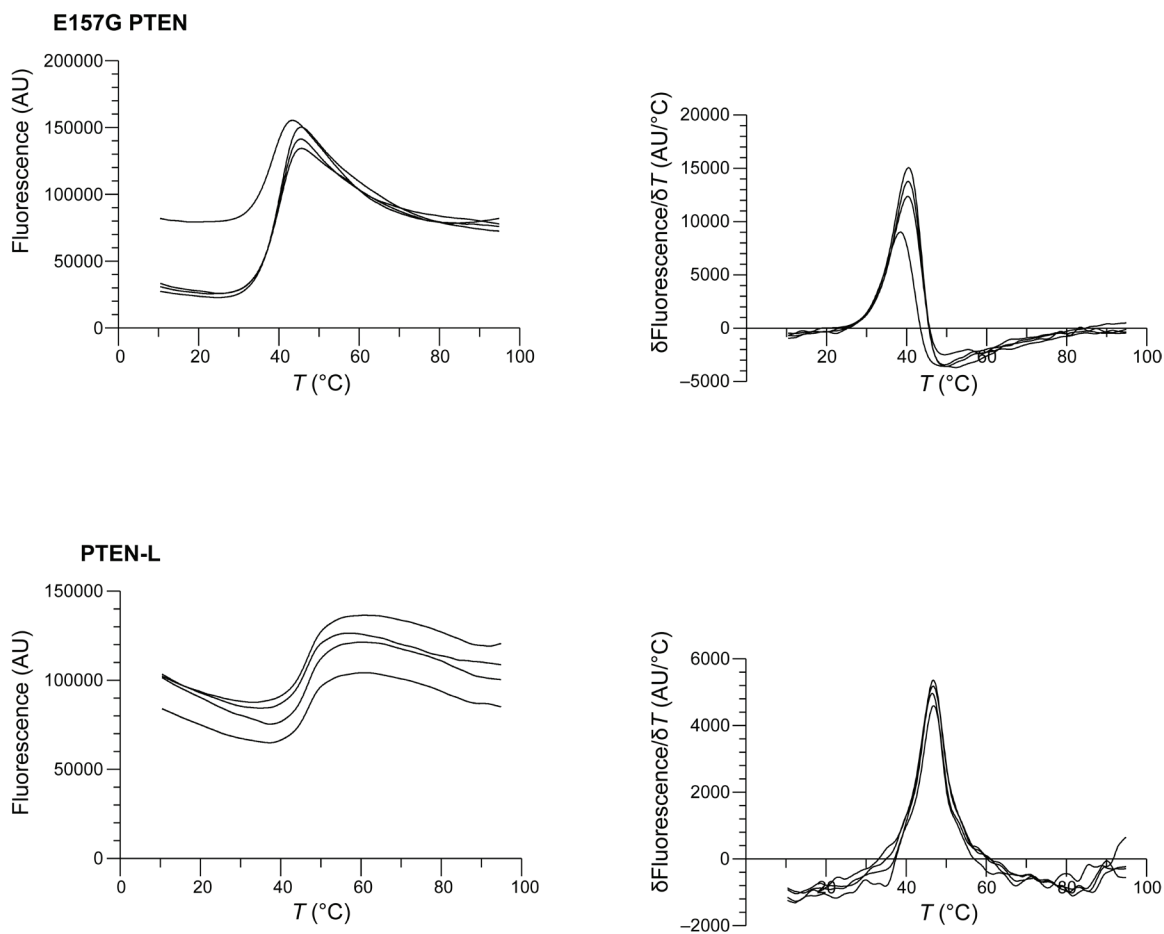 E157G PTEN
200000
150000
100000
50000
0
0 20 40 60 80 100
Fluorescence (AU)
T (°C)
20000
15000
10000
5000
0
–5000
20 40 60 80 100
δFluorescence/δT (AU/°C)
T (°C)
PTEN-L
150000
100000
50000
0
0 20 40 60 80 100
Fluorescence (AU)
T (°C)
6000
4000
2000
0
–2000
20 40 60 80 100
δFluorescence/δT (AU/°C)
T (°C)